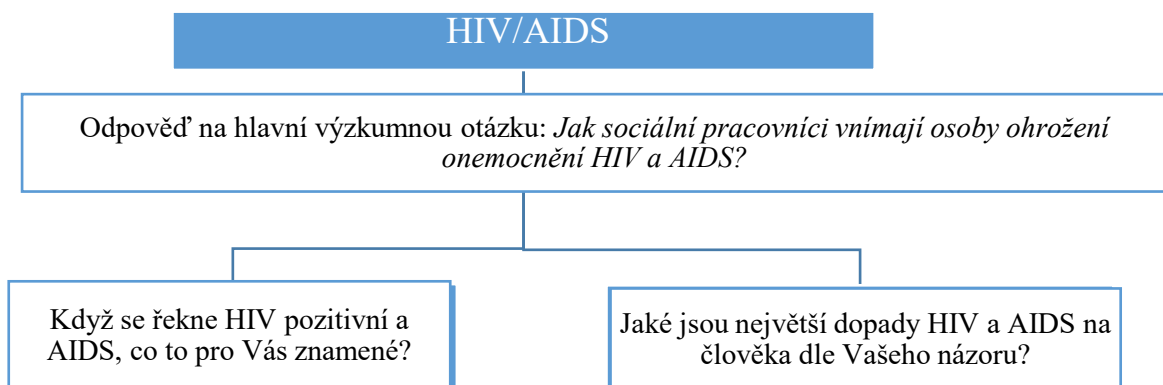 HIV/AIDS
Odpověď na hlavní výzkumnou otázku: Jak sociální pracovníci vnímají osoby ohrožení
onemocnění HIV a AIDS?
Když se řekne HIV pozitivní a
AIDS, co to pro Vás znamené?
Jaké jsou největší dopady HIV a AIDS na
člověka dle Vašeho názoru?